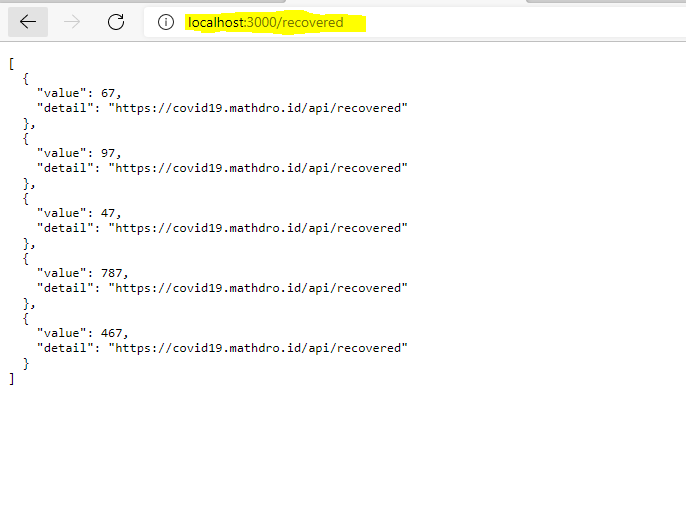 localhost:3000/recovered
[
  {
    "value": 67,
    "detail": "https://covid19.mathdro.id/api/recovered"
  },
  {
    "value": 97,
    "detail": "https://covid19.mathdro.id/api/recovered"
  },
  {
    "value": 47,
    "detail": "https://covid19.mathdro.id/api/recovered"
  },
  {
    "value": 787,
    "detail": "https://covid19.mathdro.id/api/recovered"
  },
  {
    "value": 467,
    "detail": "https://covid19.mathdro.id/api/recovered"
  }
]